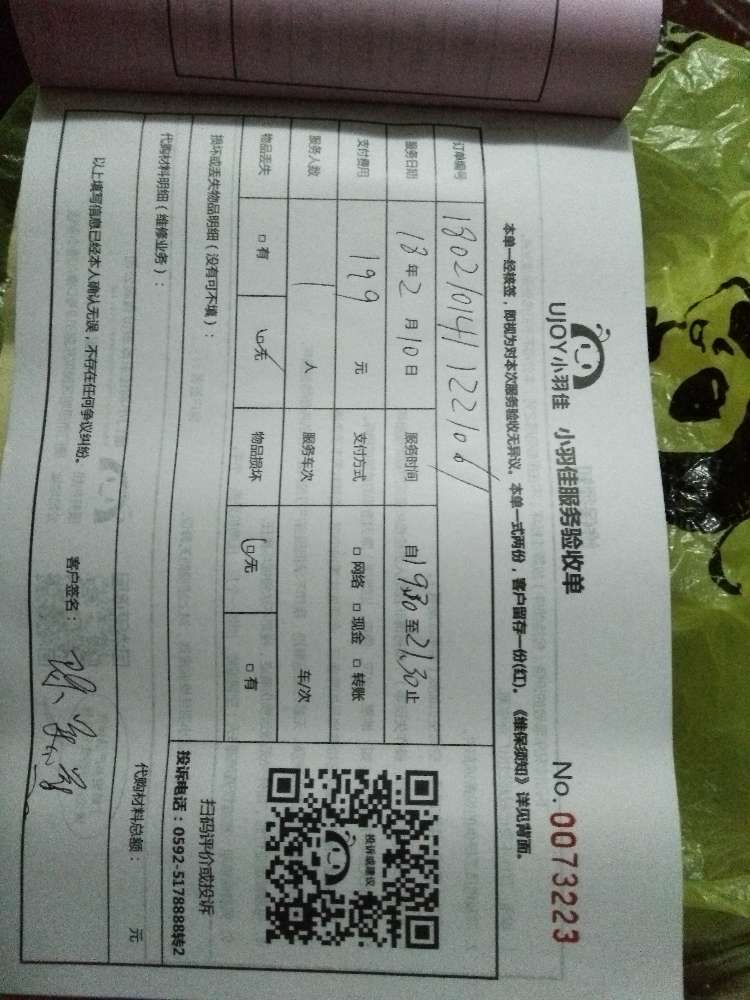 UJOY小羽佳 小羽佳服务验收单 No. 0073223
本单一经核签，即视为对本次服务验收无异议。本单一式两份，客户留存一份(红)。《维保须知》详见背面。
订单编号
服务日期 18年2月10日 服务时间 自19:30至21:30止
支付费用 199元 支付方式 □网络 □现金 □转账
服务人数 1人 服务车次 车/次
物品丢失 □有 □无 物品损坏 □无 □有
损坏或丢失物品明细（没有可不填）：
投诉或建议
扫码评价或投诉
投诉电话：0592-5178888转2
代购材料明细（维修业务）： 代购材料总额： 元
以上填写信息已经本人确认无误，不存在任何争议纠纷。 客户签名：